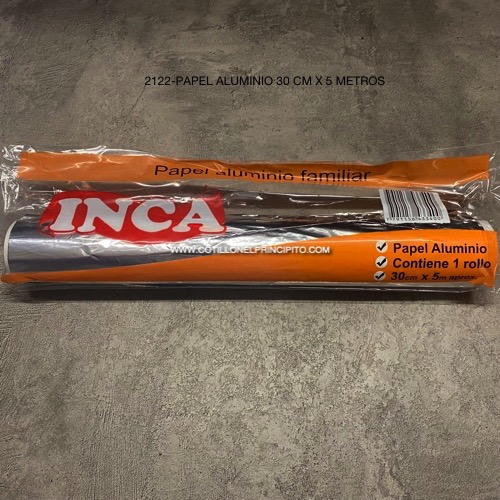 2122-PAPEL ALUMINIO 30 CM X 5 METROS
Papel aluminio familiar
INCA
WWW.COTILLONELPRINCIPITO.COM
Papel Aluminio
Contiene 1 rollo
30cm x 5m aprox.